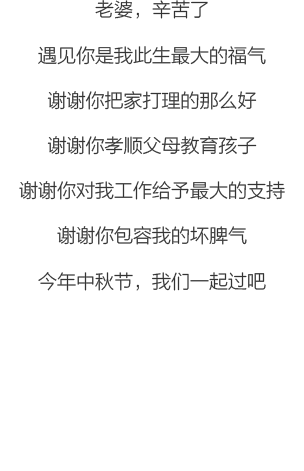 老婆，辛苦了
遇见你是我此生最大的福气
谢谢你把家打理的那么好
谢谢你孝顺父母教育孩子
谢谢你对我工作给予最大的支持
谢谢你包容我的坏脾气
今年中秋节，我们一起过吧